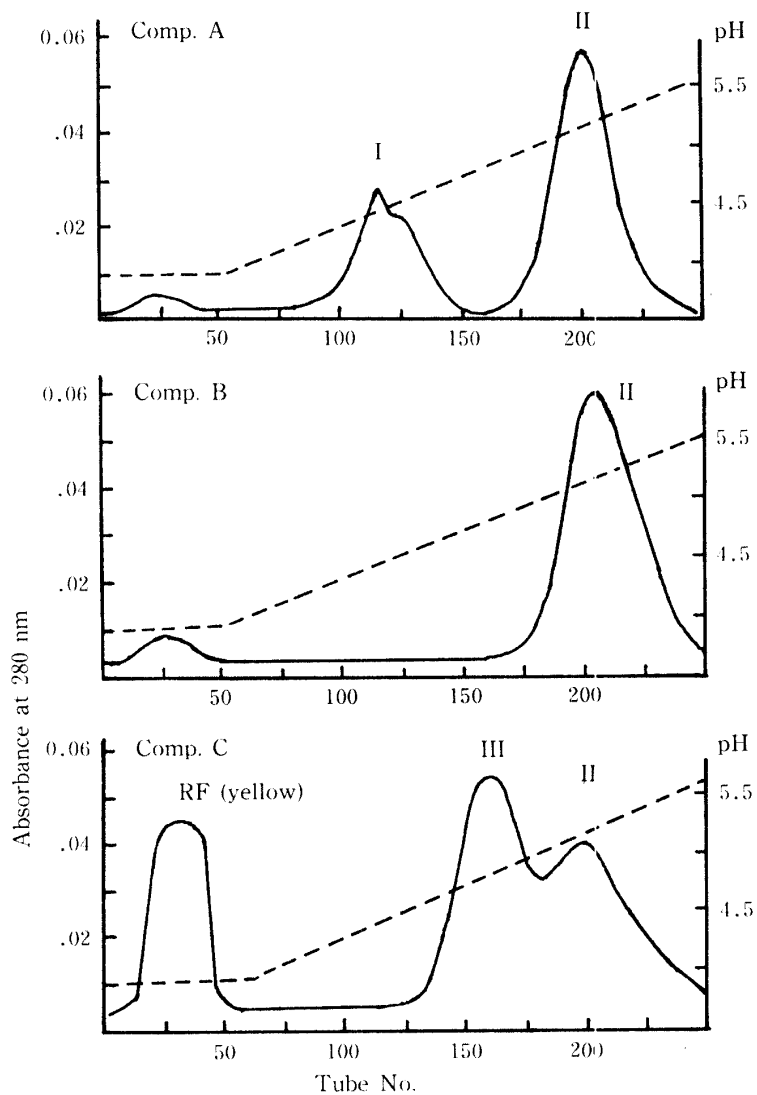 Absorbance at 280 nm
Comp. A
I
II
pH
0.06
.04
.02
5.5
4.5
50 100 150 200
Comp. B
II
pH
0.06
.04
.02
5.5
4.5
50 100 150 200
Comp. C
RF (yellow)
III
II
pH
0.06
.04
.02
5.5
4.5
50 100 150 200
Tube No.